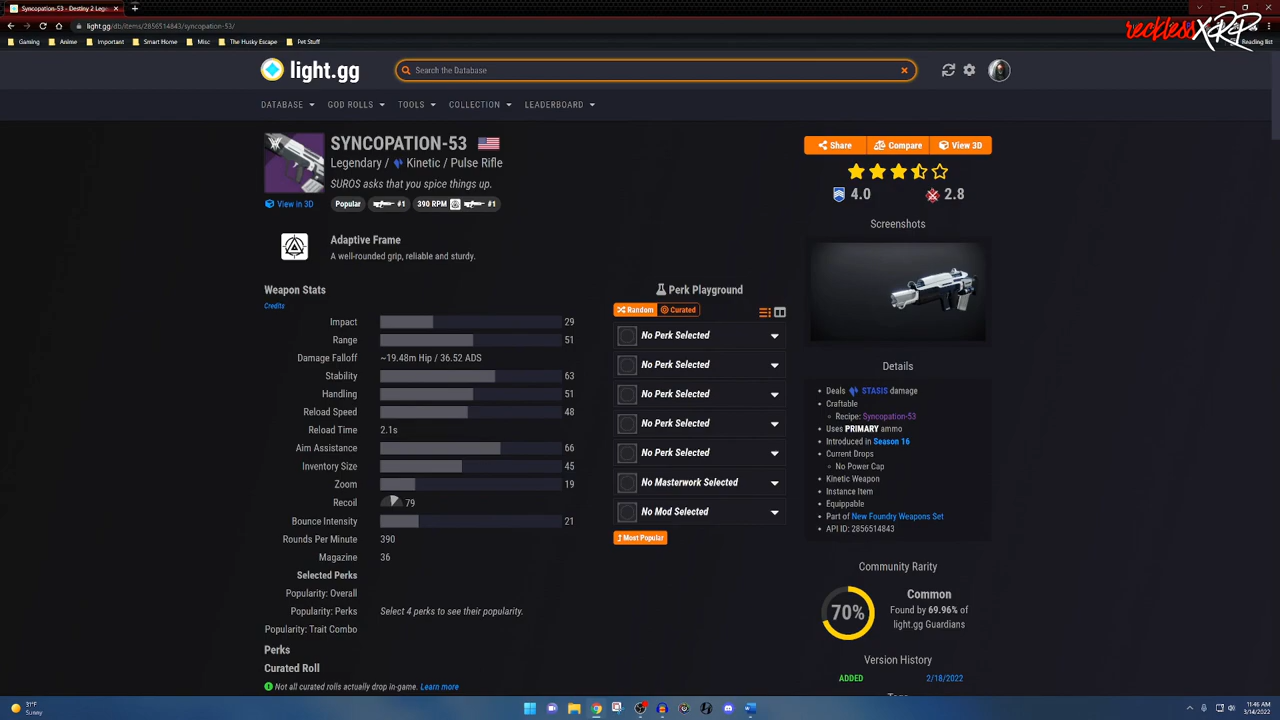 Syncopation-53 - Destiny 2 Lege
light.gg/db/items/2856514843/syncopation-53/
recklessXRP
Gaming Anime Important Smart Home Misc The Husky Escape Pet Stuff Reading list
light.gg Search the Database
DATABASE GOD ROLLS TOOLS COLLECTION LEADERBOARD
SYNCOPATION-53
Legendary / Kinetic / Pulse Rifle
SUROS asks that you spice things up.
View in 3D Popular #1 390 RPM #1
Adaptive Frame
A well-rounded grip, reliable and sturdy.
Weapon Stats
Credits
Impact 29
Range 51
Damage Falloff ~19.48m Hip / 36.52 ADS
Stability 63
Handling 51
Reload Speed 48
Reload Time 2.1s
Aim Assistance 66
Inventory Size 45
Zoom 19
Recoil 79
Bounce Intensity 21
Rounds Per Minute 390
Magazine 36
Selected Perks
Popularity: Overall
Popularity: Perks Select 4 perks to see their popularity.
Popularity: Trait Combo
Perks
Curated Roll
Not all curated rolls actually drop in-game. Learn more
Perk Playground
Random Curated
No Perk Selected
No Perk Selected
No Perk Selected
No Perk Selected
No Perk Selected
No Masterwork Selected
No Mod Selected
Most Popular
Share Compare View 3D
4.0 2.8
Screenshots
Details
Deals STASIS damage
Craftable
Recipe: Syncopation-53
Uses PRIMARY ammo
Introduced in Season 16
Current Drops
No Power Cap
Kinetic Weapon
Instance Item
Equippable
Part of New Foundry Weapons Set
API ID: 2856514843
Community Rarity
70%
Common
Found by 69.96% of
light.gg Guardians
Version History
ADDED 2/18/2022
31°F
Sunny
11:46 AM
3/14/2022